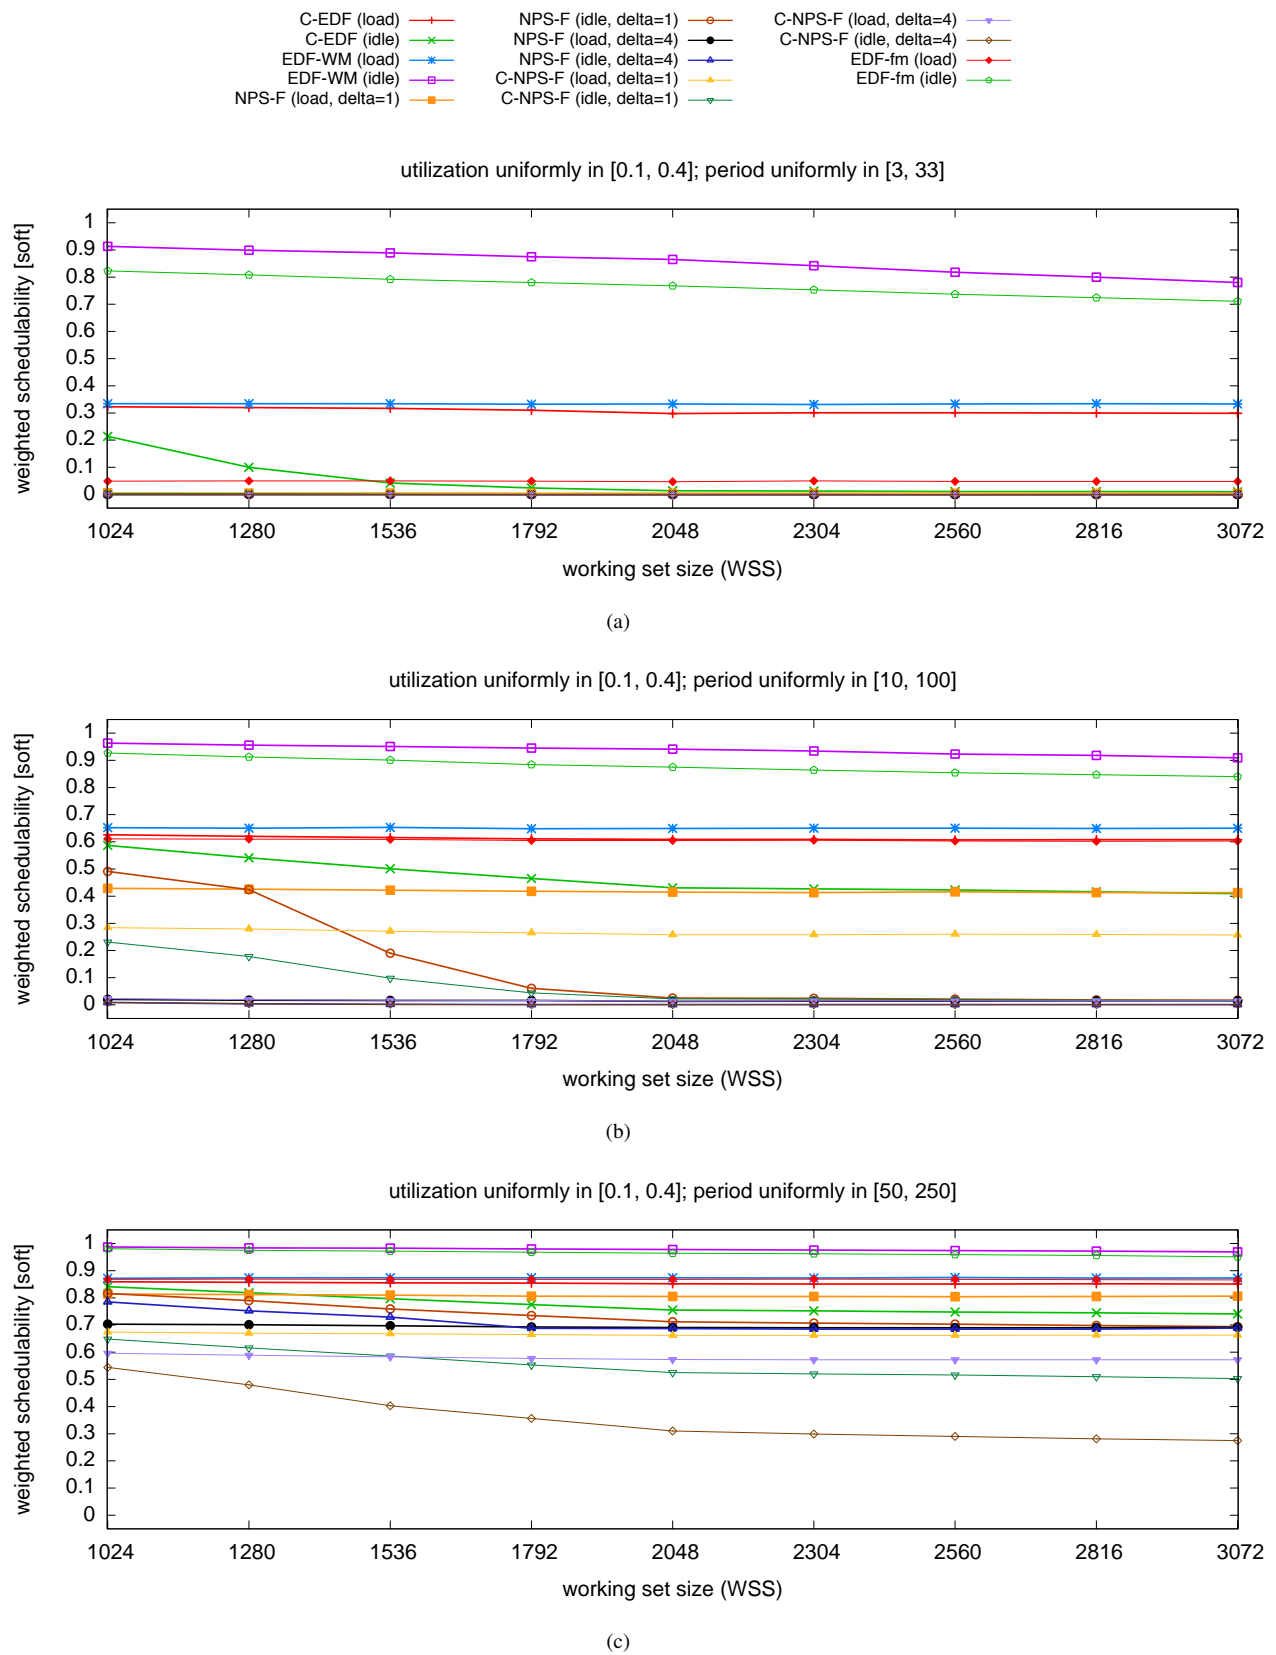 C-EDF (load)
C-EDF (idle)
EDF-WM (load)
EDF-WM (idle)
NPS-F (load, delta=1)
NPS-F (idle, delta=1)
NPS-F (load, delta=4)
NPS-F (idle, delta=4)
C-NPS-F (load, delta=1)
C-NPS-F (idle, delta=1)
C-NPS-F (load, delta=4)
C-NPS-F (idle, delta=4)
EDF-fm (load)
EDF-fm (idle)
utilization uniformly in [0.1, 0.4]; period uniformly in [3, 33]
weighted schedulability [soft]
1
0.9
0.8
0.7
0.6
0.5
0.4
0.3
0.2
0.1
0
1024 1280 1536 1792 2048 2304 2560 2816 3072
working set size (WSS)
(a)
utilization uniformly in [0.1, 0.4]; period uniformly in [10, 100]
weighted schedulability [soft]
1
0.9
0.8
0.7
0.6
0.5
0.4
0.3
0.2
0.1
0
1024 1280 1536 1792 2048 2304 2560 2816 3072
working set size (WSS)
(b)
utilization uniformly in [0.1, 0.4]; period uniformly in [50, 250]
weighted schedulability [soft]
1
0.9
0.8
0.7
0.6
0.5
0.4
0.3
0.2
0.1
0
1024 1280 1536 1792 2048 2304 2560 2816 3072
working set size (WSS)
(c)